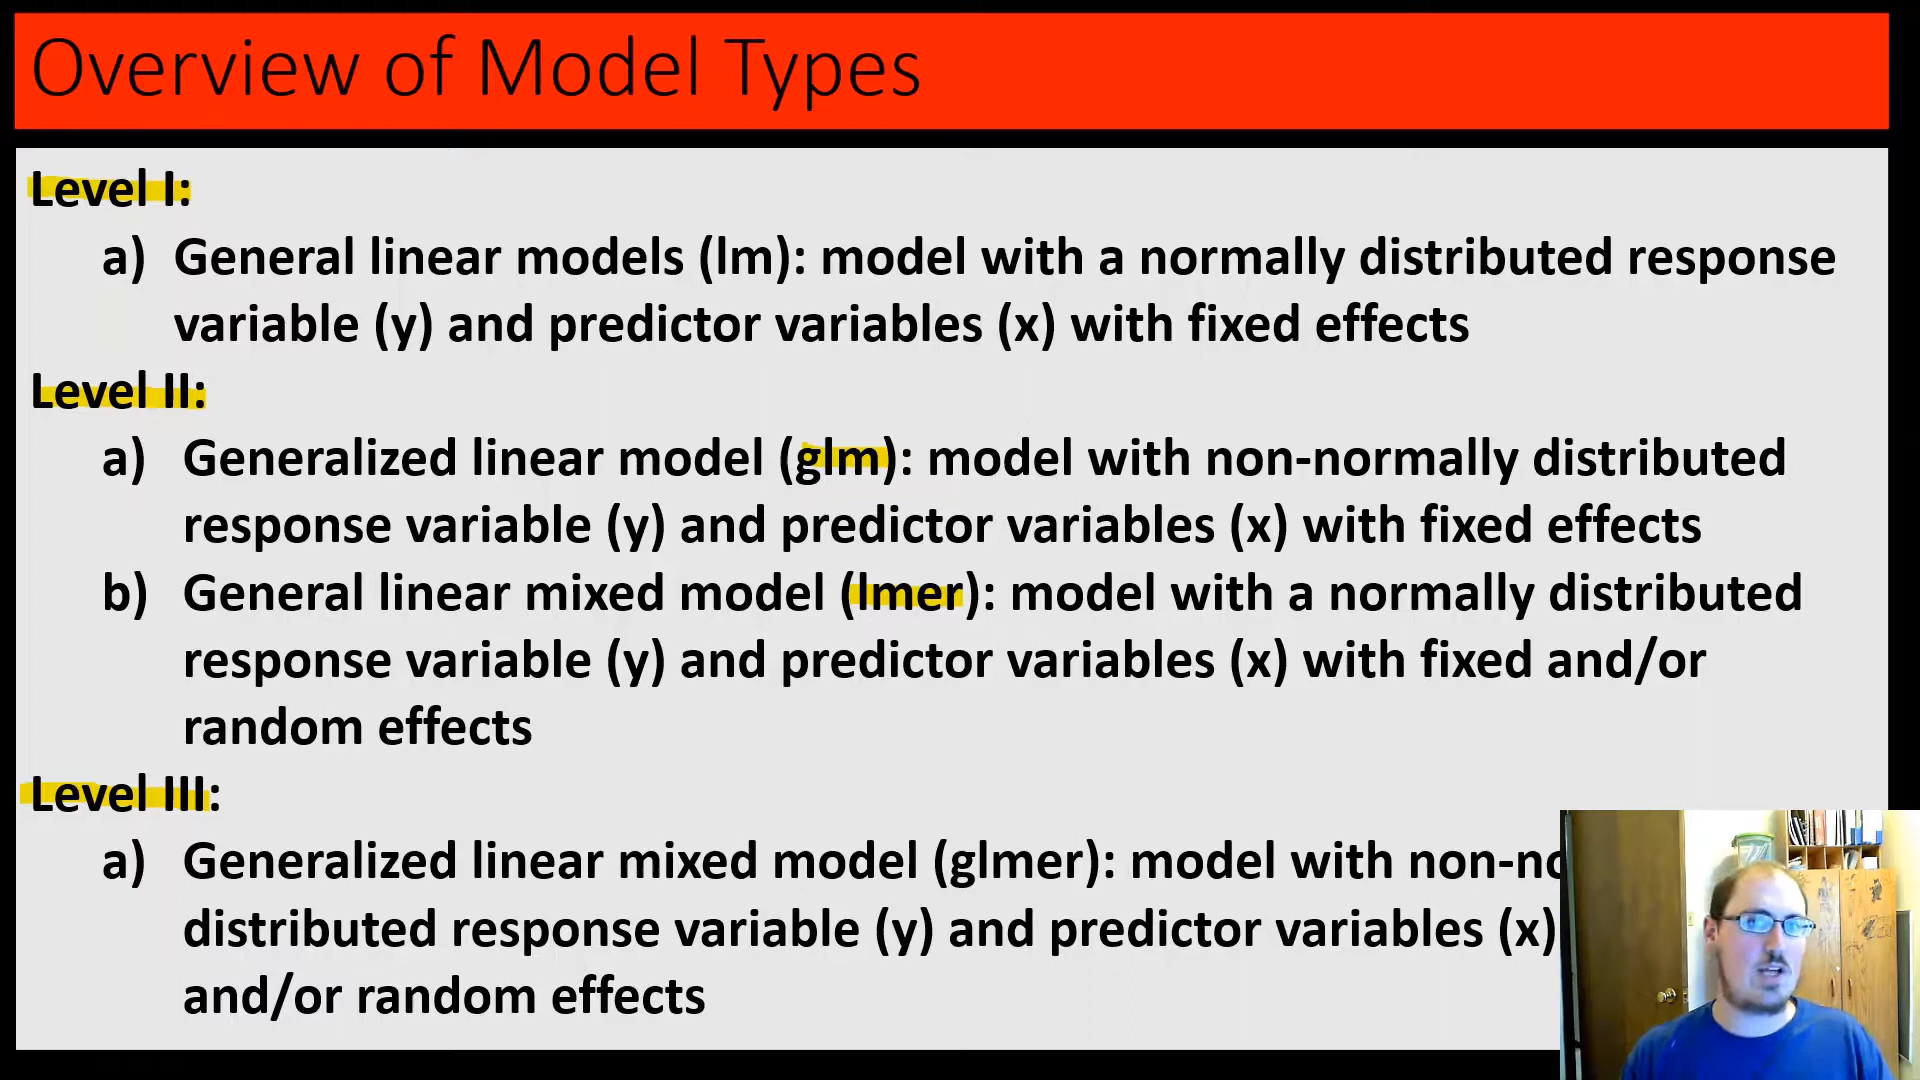 Overview of Model Types
Level I:
a) General linear models (lm): model with a normally distributed response
variable (y) and predictor variables (x) with fixed effects
Level II:
a) Generalized linear model (glm): model with non-normally distributed
response variable (y) and predictor variables (x) with fixed effects
b) General linear mixed model (lmer): model with a normally distributed
response variable (y) and predictor variables (x) with fixed and/or
random effects
Level III:
a) Generalized linear mixed model (glmer): model with
distributed response variable (y) and predictor variables (x)
and/or random effects